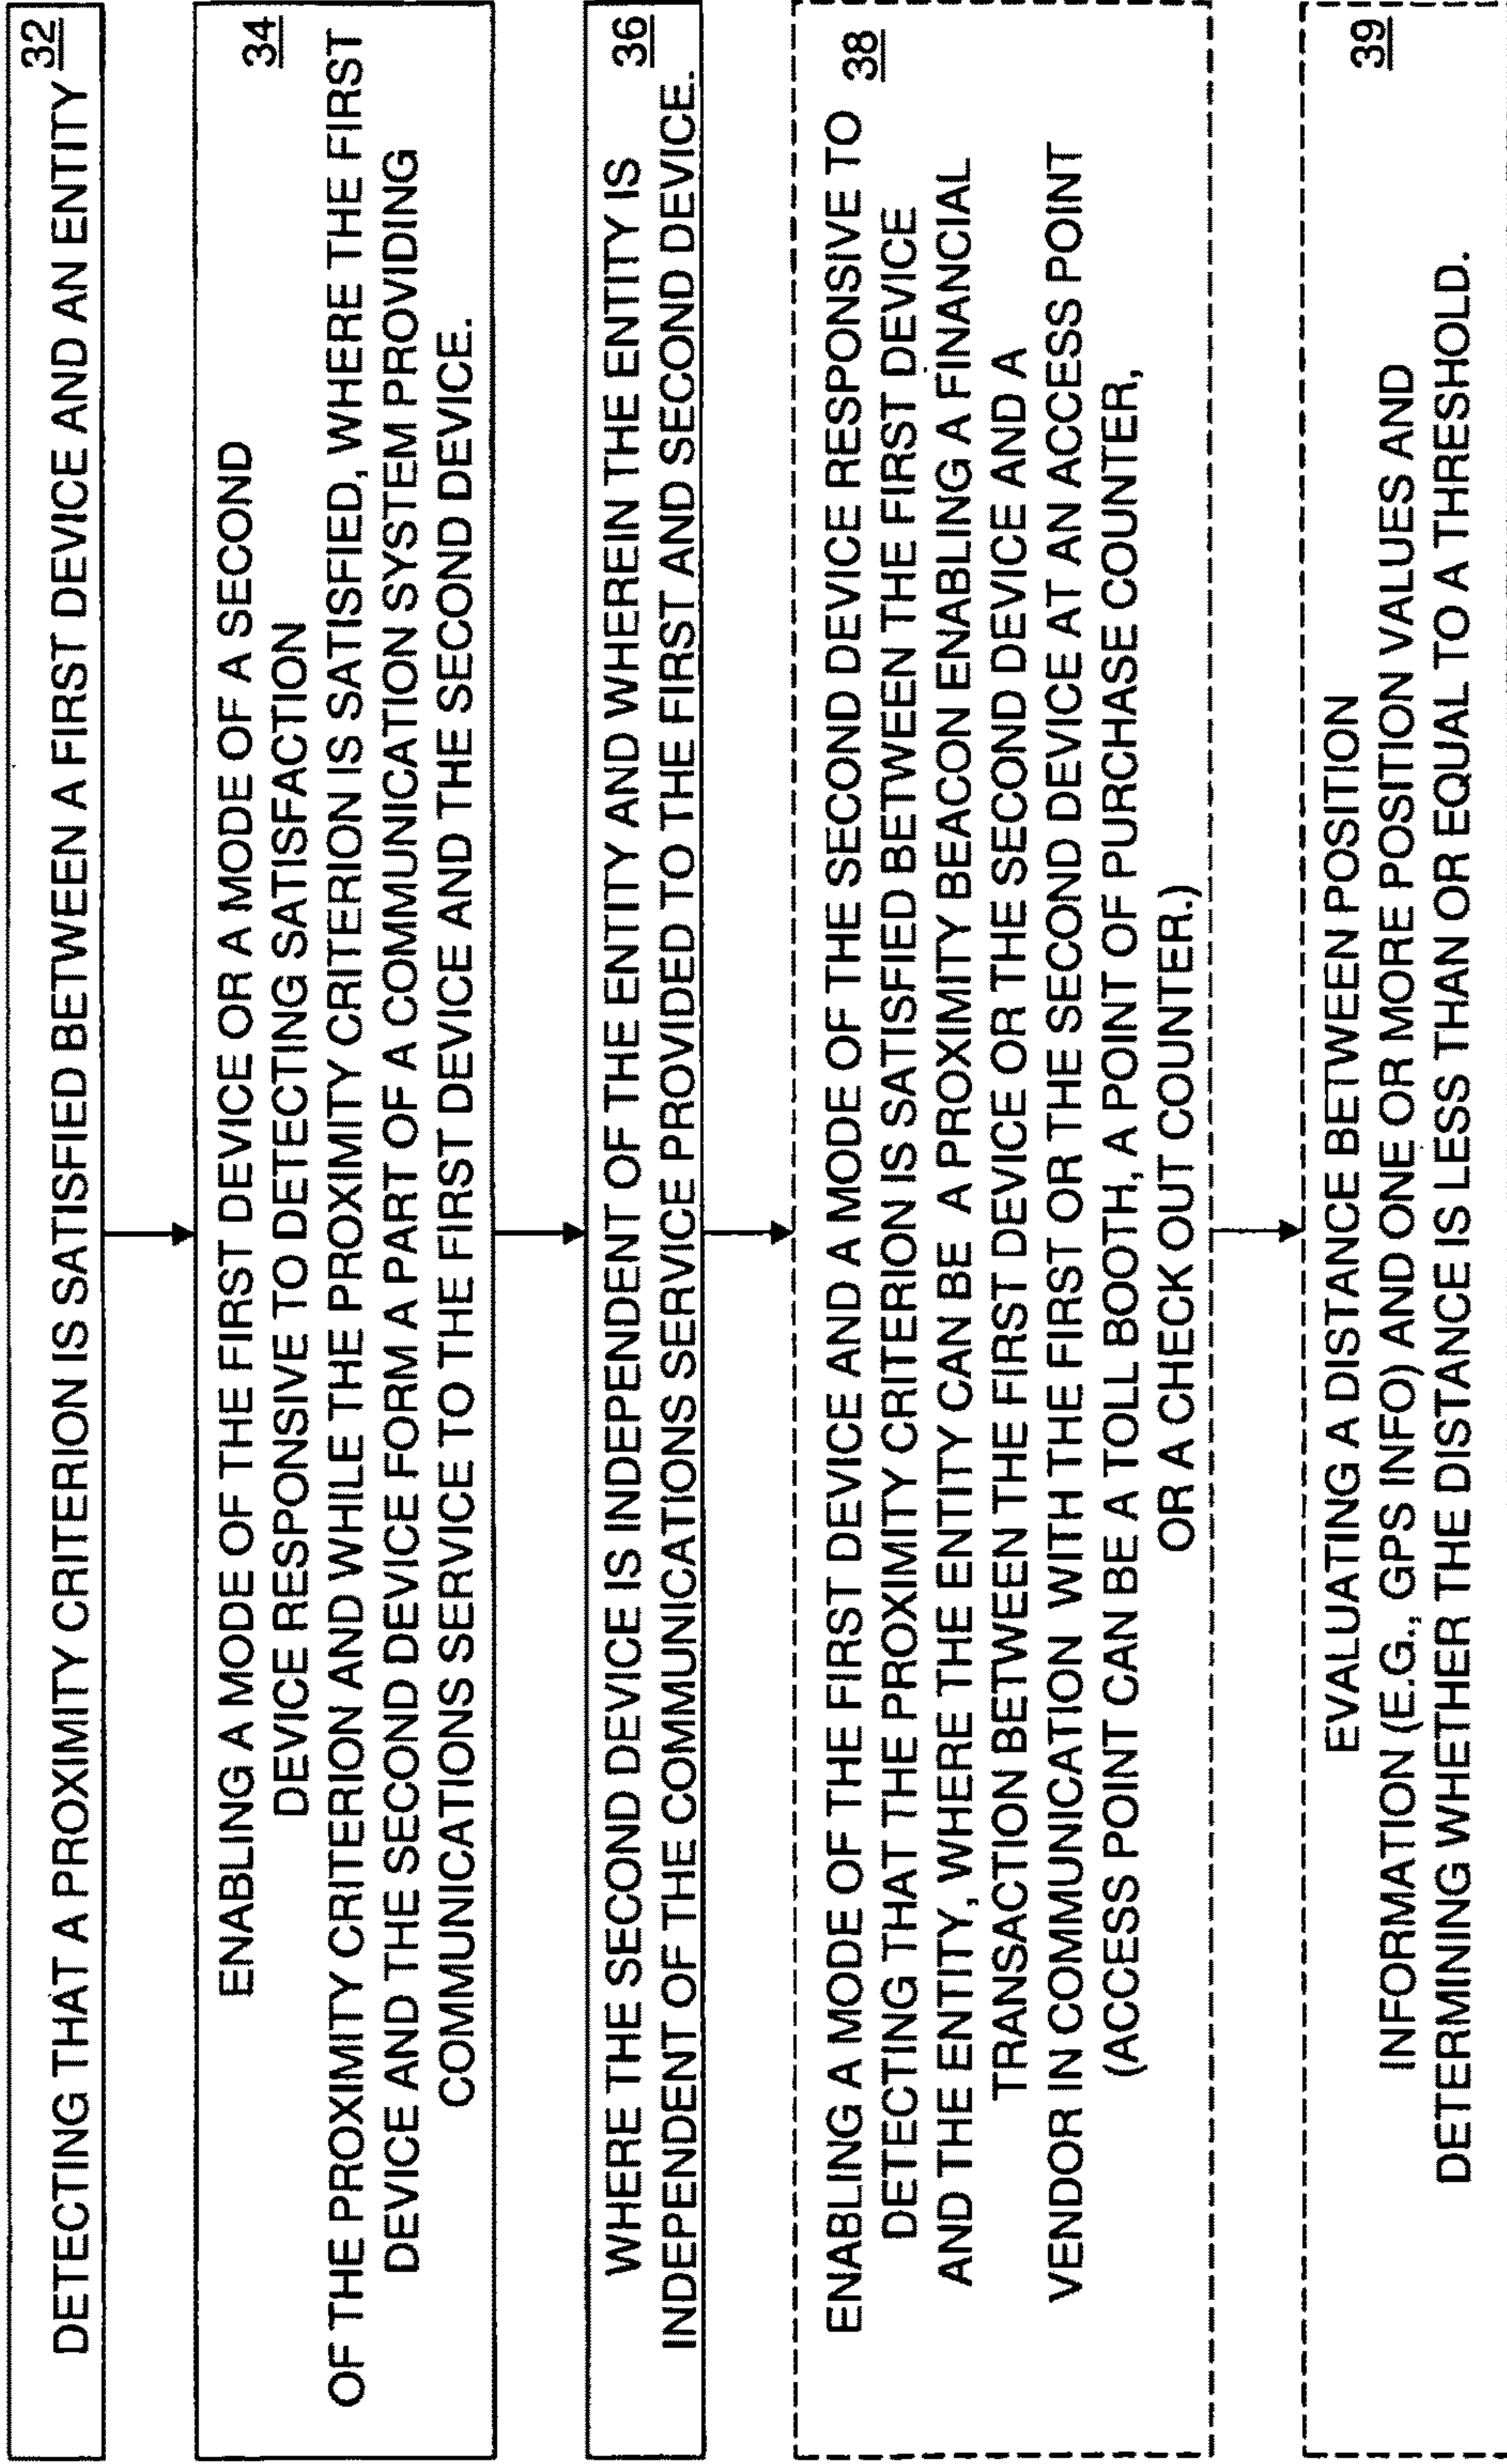 DETECTING THAT A PROXIMITY CRITERION IS SATISFIED BETWEEN A FIRST DEVICE AND AN ENTITY
32
ENABLING A MODE OF THE FIRST DEVICE OR A MODE OF A SECOND
34
DEVICE RESPONSIVE TO DETECTING SATISFACTION
OF THE PROXIMITY CRITERION AND WHILE THE PROXIMITY CRITERION IS SATISFIED, WHERE THE FIRST
DEVICE AND THE SECOND DEVICE FORM A PART OF A COMMUNICATION SYSTEM PROVIDING
COMMUNICATIONS SERVICE TO THE FIRST DEVICE AND THE SECOND DEVICE.
WHERE THE SECOND DEVICE IS INDEPENDENT OF THE ENTITY AND WHEREIN THE ENTITY IS
36
INDEPENDENT OF THE COMMUNICATIONS SERVICE PROVIDED TO THE FIRST AND SECOND DEVICE.
ENABLING A MODE OF THE FIRST DEVICE AND A MODE OF THE SECOND DEVICE RESPONSIVE TO
38
DETECTING THAT THE PROXIMITY CRITERION IS SATISFIED BETWEEN THE FIRST DEVICE
AND THE ENTITY, WHERE THE ENTITY CAN BE A PROXIMITY BEACON ENABLING A FINANCIAL
TRANSACTION BETWEEN THE FIRST DEVICE OR THE SECOND DEVICE AND A
VENDOR IN COMMUNICATION WITH THE FIRST OR THE SECOND DEVICE AT AN ACCESS POINT
(ACCESS POINT CAN BE A TOLL BOOTH, A POINT OF PURCHASE COUNTER,
OR A CHECK OUT COUNTER.)
EVALUATING A DISTANCE BETWEEN POSITION
39
INFORMATION (E.G., GPS INFO) AND ONE OR MORE POSITION VALUES AND
DETERMINING WHETHER THE DISTANCE IS LESS THAN OR EQUAL TO A THRESHOLD.